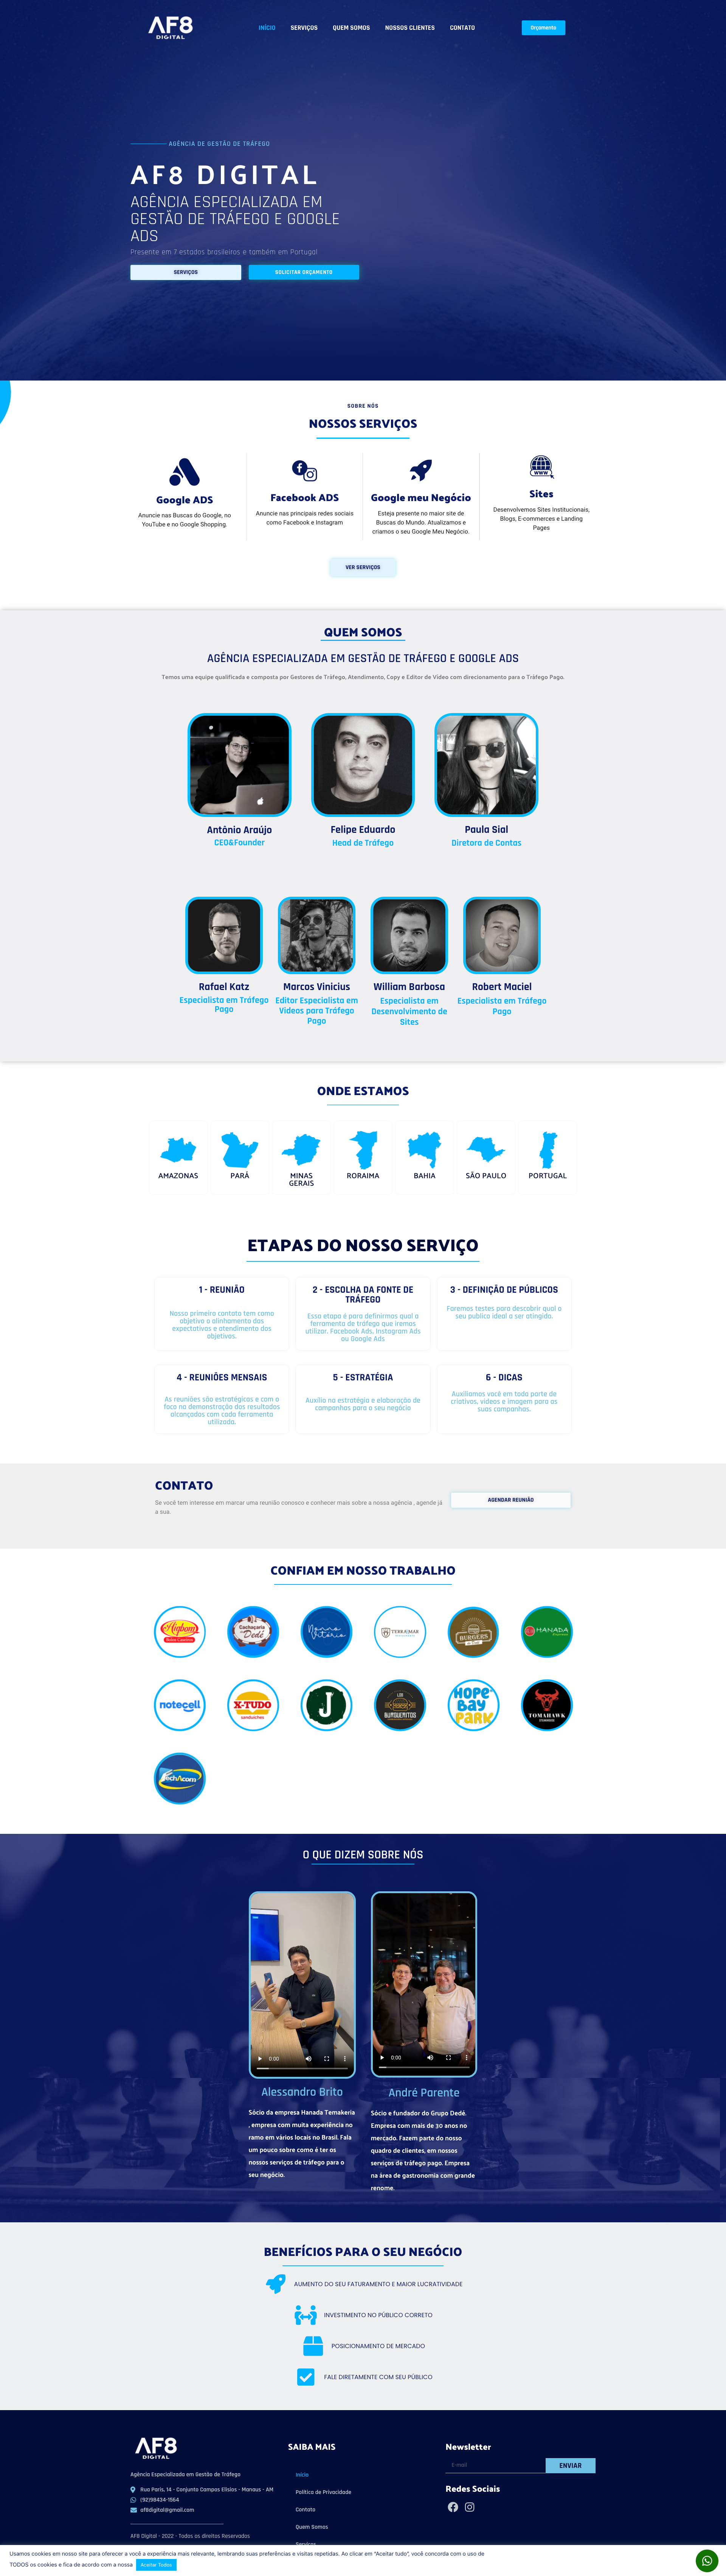 AF8
DIGITAL
INÍCIO
SERVIÇOS
QUEM SOMOS
NOSSOS CLIENTES
CONTATO
Orçamento
AGÊNCIA DE GESTÃO DE TRÁFEGO
AF8 DIGITAL
AGÊNCIA ESPECIALIZADA EM
GESTÃO DE TRÁFEGO E GOOGLE
ADS
Presente em 7 estados brasileiros e também em Portugal
SERVIÇOS
SOLICITAR ORÇAMENTO
SOBRE NÓS
NOSSOS SERVIÇOS
Google ADS
Anuncie nas Buscas do Google, no
YouTube e no Google Shopping.
Facebook ADS
Anuncie nas principais redes sociais
como Facebook e Instagram
Google meu Negócio
Esteja presente no maior site de
Buscas do Mundo. Atualizamos e
criamos o seu Google Meu Negócio.
WWW
Sites
Desenvolvemos Sites Institucionais,
Blogs, E-commerces e Landing
Pages
VER SERVIÇOS
QUEM SOMOS
AGÊNCIA ESPECIALIZADA EM GESTÃO DE TRÁFEGO E GOOGLE ADS
Temos uma equipe qualificada e composta por Gestores de Tráfego, Atendimento, Copy e Editor de Vídeo com direcionamento para o Tráfego Pago.
Antônio Araújo
CEO&Founder
Felipe Eduardo
Head de Tráfego
Paula Sial
Diretora de Contas
Rafael Katz
Especialista em Tráfego
Pago
Marcos Vinicius
Editor Especialista em
Videos para Tráfego
Pago
William Barbosa
Especialista em
Desenvolvimento de
Sites
Robert Maciel
Especialista em Tráfego
Pago
ONDE ESTAMOS
AMAZONAS
PARÁ
MINAS
GERAIS
RORAIMA
BAHIA
SÃO PAULO
PORTUGAL
ETAPAS DO NOSSO SERVIÇO
1 - REUNIÃO
Nosso primeiro contato tem como
objetivo o alinhamento das
expectativas e atendimento dos
objetivos.
2 - ESCOLHA DA FONTE DE
TRÁFEGO
Essa etapa é para definirmos qual a
ferramenta de tráfego que iremos
utilizar. Facebook Ads, Instagram Ads
ou Google Ads
3 - DEFINIÇÃO DE PÚBLICOS
Faremos testes para descobrir qual o
seu publico ideal a ser atingido.
4 - REUNIÕES MENSAIS
As reuniões são estratégicas e com o
foco na demonstração dos resultados
alcançados com cada ferramenta
utilizada.
5 - ESTRATÉGIA
Auxílio na estratégia e elaboração de
campanhas para o seu negócio
6 - DICAS
Auxiliamos você em toda parte de
criativos, vídeos e imagem para as
suas campanhas.
CONTATO
Se você tem interesse em marcar uma reunião conosco e conhecer mais sobre a nossa agência , agende já
a sua.
AGENDAR REUNIÃO
CONFIAM EM NOSSO TRABALHO
Cachaçaria
do Dedé
TERRA MAR
BURGERS
HANADA
notecell
X-TUDO
sanduíches
J
BURGUERITOS
HOPE
BAY
PARK
TOMAHAWK
O QUE DIZEM SOBRE NÓS
0:00
0:00
Alessandro Brito
Sócio da empresa Hanada Temakeria
, empresa com muita experiência no
ramo em vários locais no Brasil. Fala
um pouco sobre como é ter os
nossos serviços de tráfego para o
seu negócio.
André Parente
Sócio e fundador do Grupo Dedé.
Empresa com mais de 30 anos no
mercado. Fazem parte do nosso
quadro de clientes, em nossos
serviços de tráfego pago. Empresa
na área de gastronomia com grande
renome.
BENEFÍCIOS PARA O SEU NEGÓCIO
AUMENTO DO SEU FATURAMENTO E MAIOR LUCRATIVIDADE
INVESTIMENTO NO PÚBLICO CORRETO
POSICIONAMENTO DE MERCADO
FALE DIRETAMENTE COM SEU PÚBLICO
AF8
DIGITAL
Agência Especializada em Gestão de Tráfego
Rua Paris, 14 - Conjunto Campos Elísios - Manaus - AM
(92)98434-1564
af8digital@gmail.com
AF8 Digital - 2022 - Todos os direitos Reservados
SAIBA MAIS
Início
Política de Privacidade
Contato
Quem Somos
Serviços
Newsletter
E-mail
ENVIAR
Redes Sociais
Usamos cookies em nosso site para oferecer a você a experiência mais relevante, lembrando suas preferências e visitas repetidas. Ao clicar em "Aceitar tudo", você concorda com o uso de
TODOS os cookies e fica de acordo com a nossa
Aceitar Todos